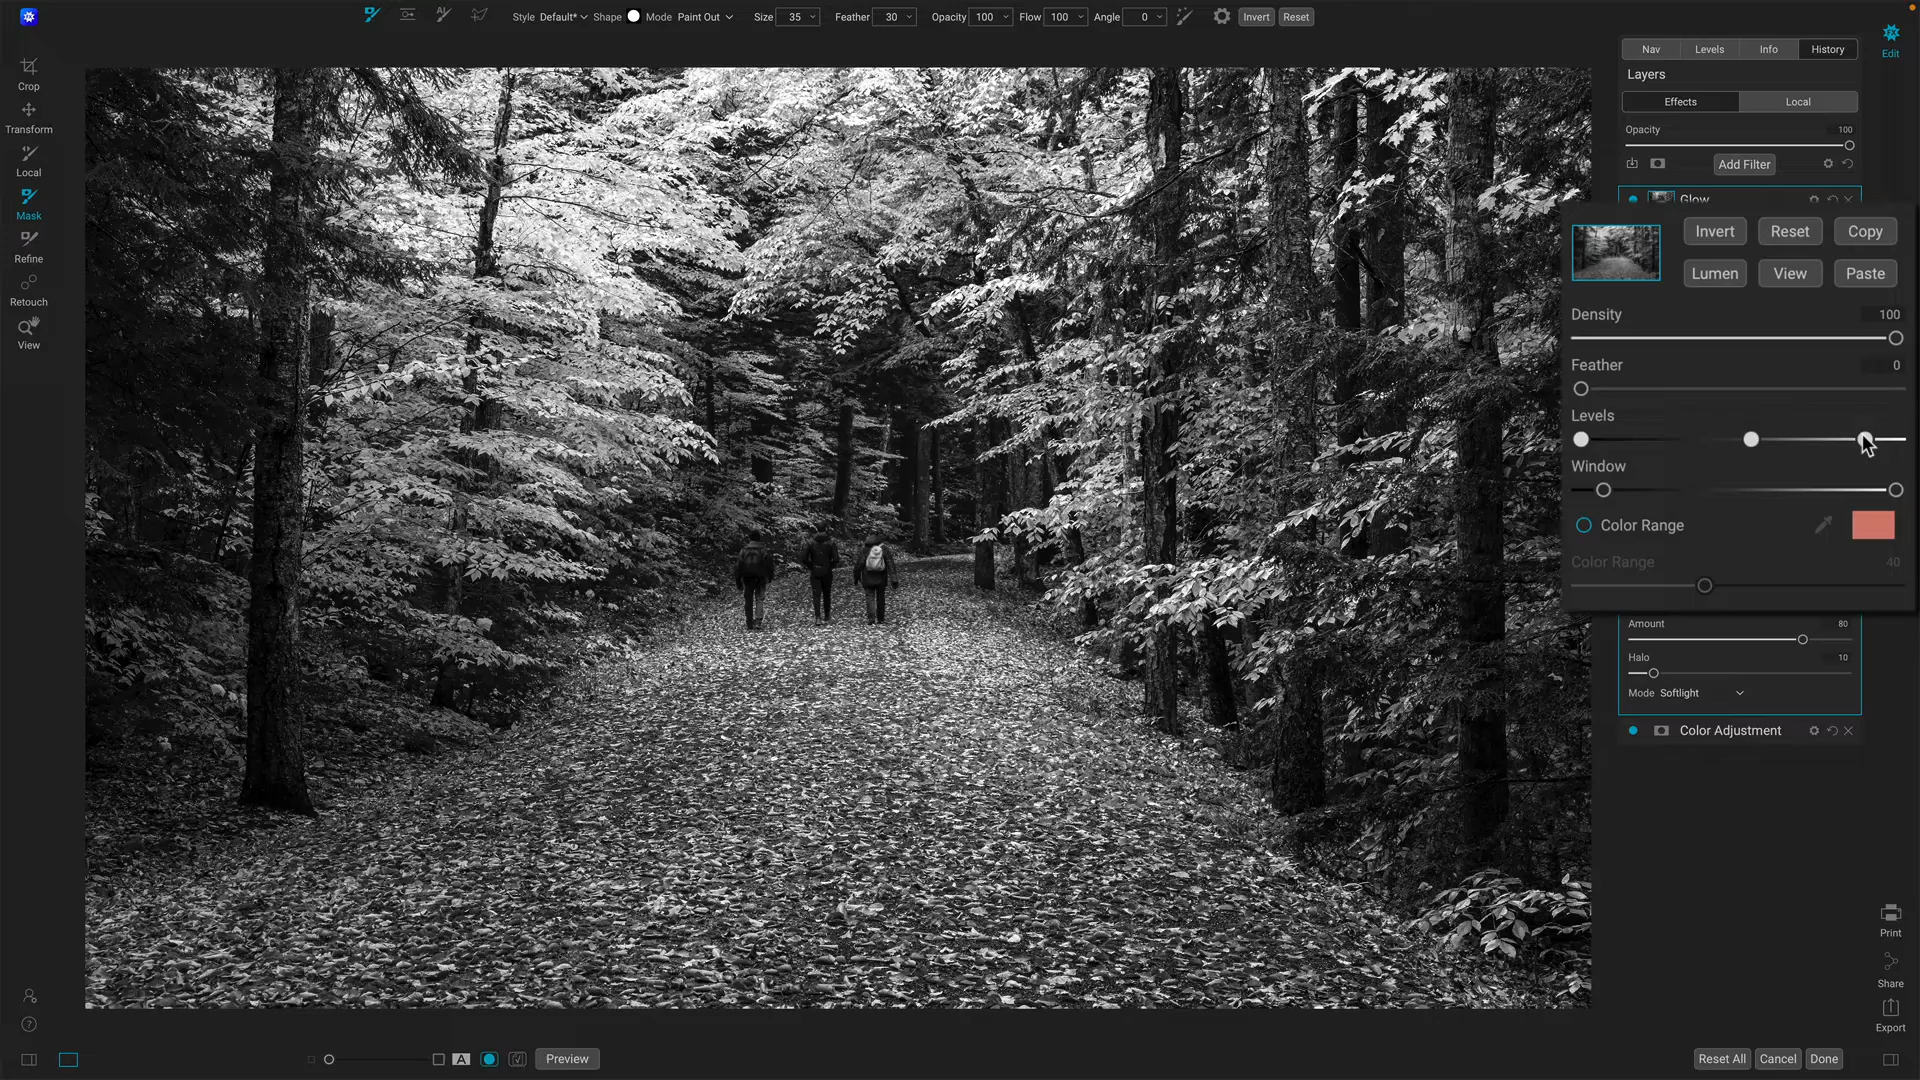 Style Default* Shape Mode Paint Out Size 35 Feather 30 Opacity 100 Flow 100 Angle 0 Invert Reset
Edit
Nav Levels Info History
Layers
Effects Local
Opacity 100
Add Filter
Glow
Crop
Transform
Local
Mask
Refine
Retouch
View
Invert Reset Copy
Lumen View Paste
Density 100
Feather 0
Levels
Window
Color Range
Color Range 40
Amount 80
Halo 10
Mode Softlight
Color Adjustment
Print
Share
Export
?
A
Preview
Reset All Cancel Done